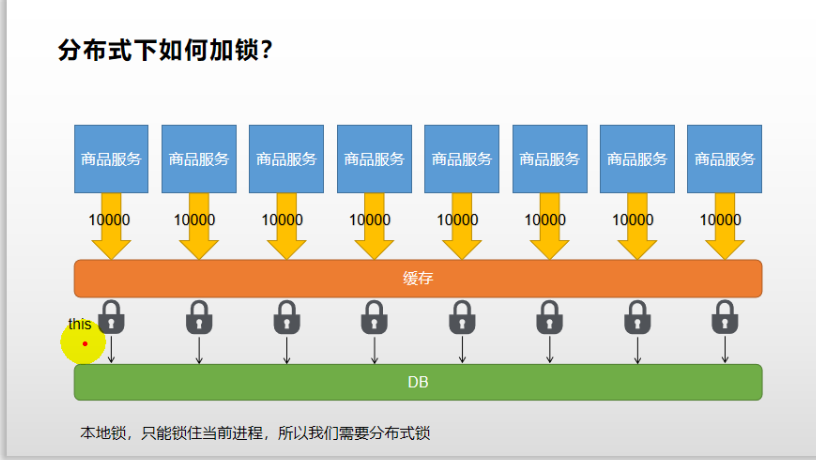 分布式下如何加锁？
商品服务 商品服务 商品服务 商品服务 商品服务 商品服务 商品服务 商品服务
10000 10000 10000 10000 10000 10000 10000 10000
缓存
this
DB
本地锁，只能锁住当前进程，所以我们需要分布式锁